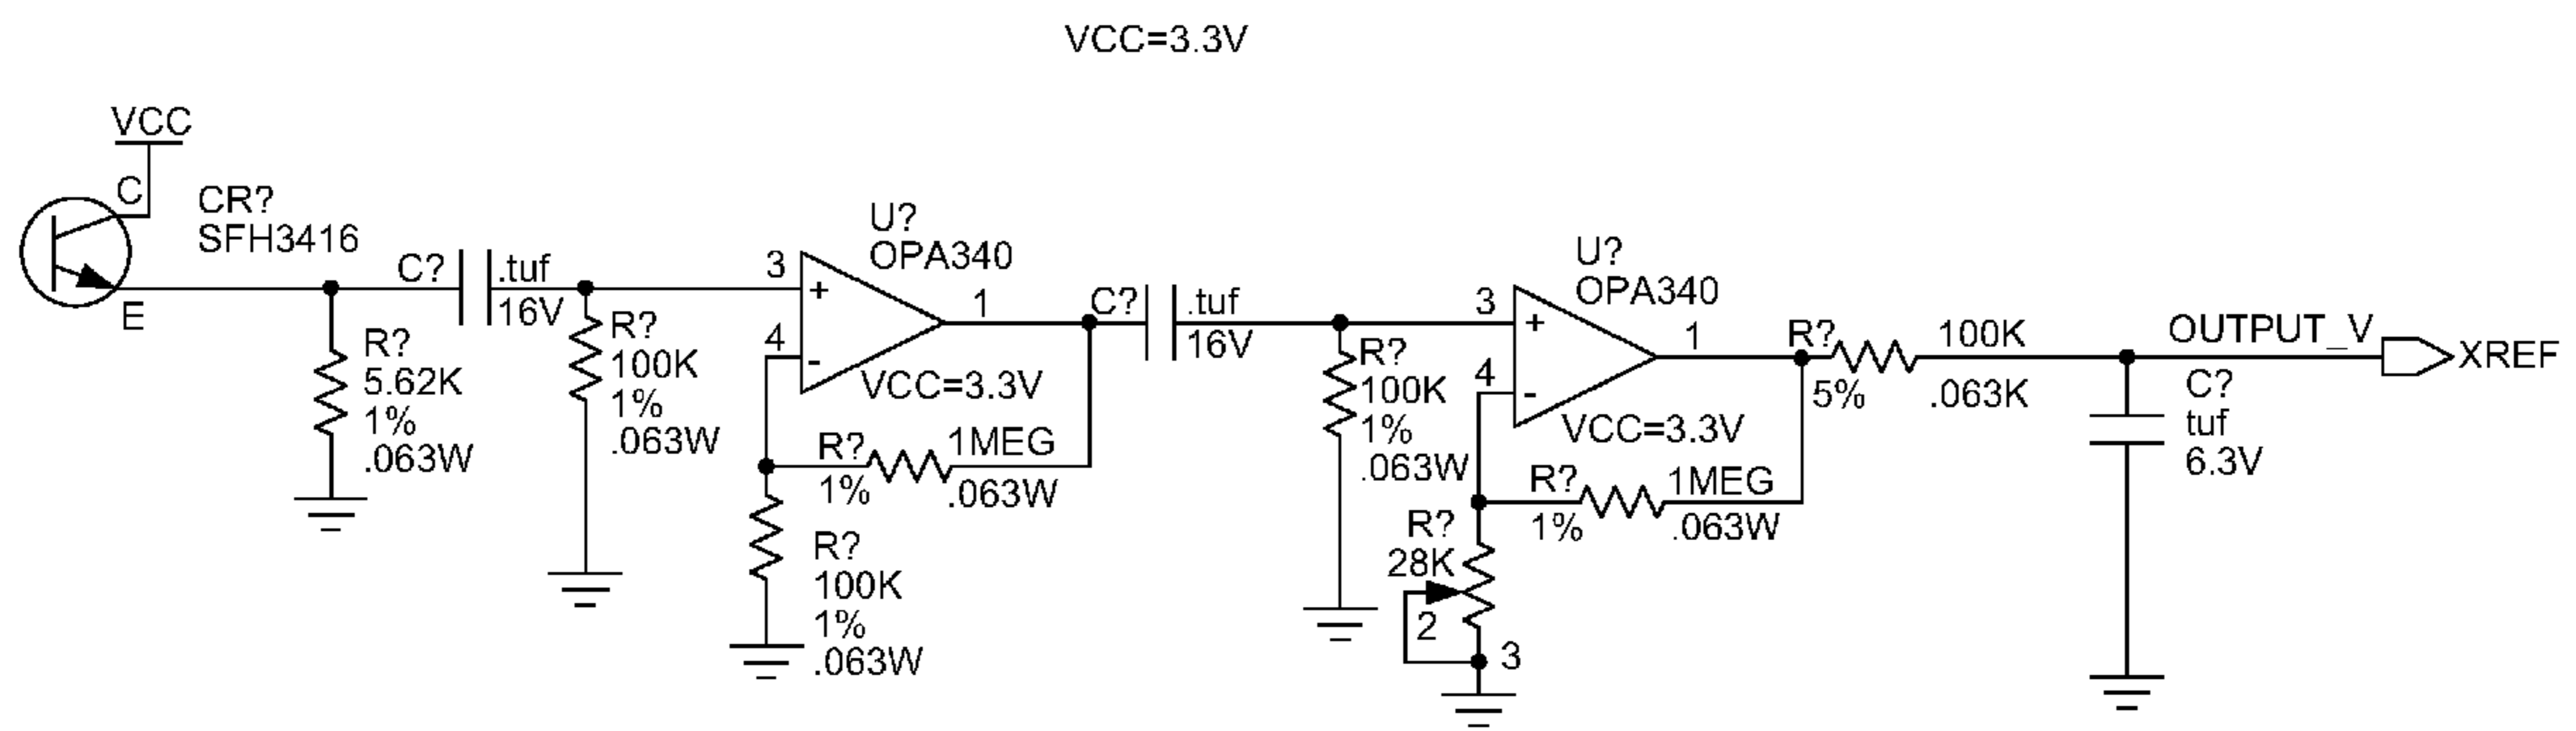 VCC=3.3V
VCC
C
CR?
SFH3416
E
R?
5.62K
1%
.063W
C?
.tuf
16V
R?
100K
1%
.063W
3
+
4
-
U?
OPA340
1
VCC=3.3V
R?
1MEG
1%
.063W
R?
100K
1%
.063W
C?
.tuf
16V
R?
100K
1%
.063W
3
+
4
-
U?
OPA340
1
VCC=3.3V
R?
1MEG
1%
.063W
R?
28K
2
3
R?
100K
5%
.063K
OUTPUT_V
XREF
C?
tuf
6.3V